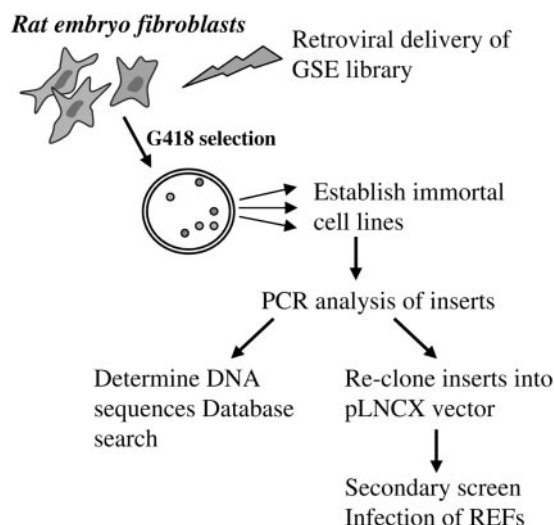 Rat embryo fibroblasts
Retroviral delivery of
GSE library
G418 selection
Establish immortal
cell lines
PCR analysis of inserts
Determine DNA
sequences Database
search
Re-clone inserts into
pLNCX vector
Secondary screen
Infection of REFs